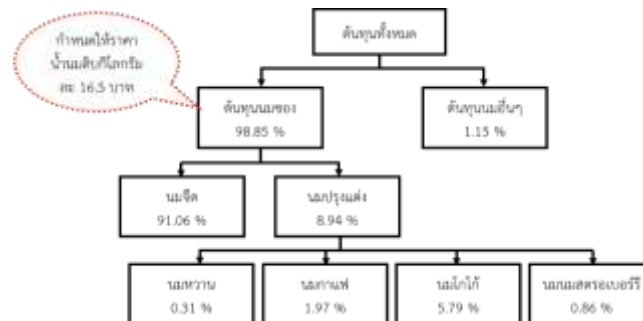 กำหนดให้ราคา
น้ำนมดิบกิโลกรัม
ละ 16.5 บาท
ต้นทุนทั้งหมด
ต้นทุนนมซอง
98.85 %
ต้นทุนนมอื่นๆ
1.15 %
นมจืด
91.06 %
นมปรุงแต่ง
8.94 %
นมหวาน
0.31 %
นมกาแฟ
1.97 %
นมโกโก้
5.79 %
นมนมสตรอเบอร์รี
0.86 %